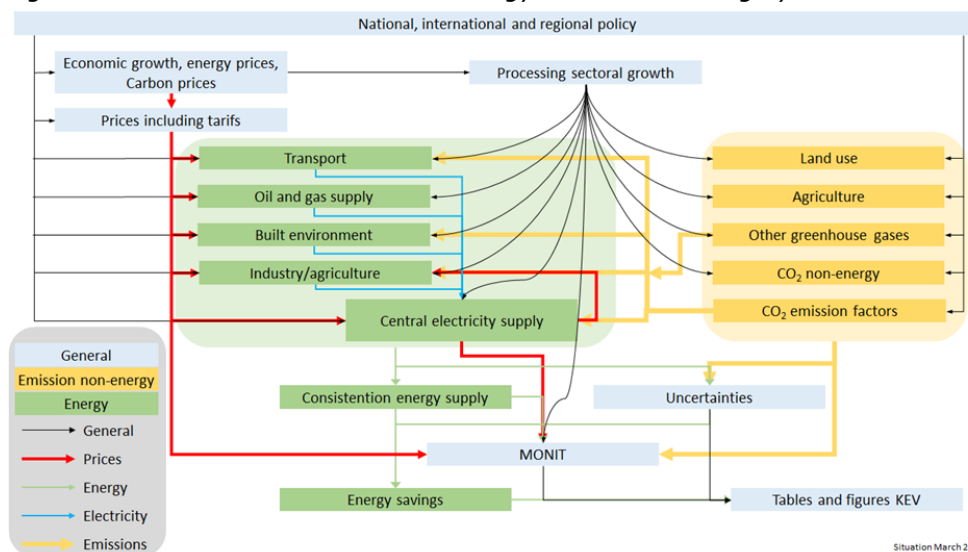 National, international and regional policy
Economic growth, energy prices,
Carbon prices
Processing sectoral growth
Prices including tarifs
Transport
Land use
Oil and gas supply
Agriculture
Built environment
Other greenhouse gases
Industry/agriculture
CO₂ non-energy
CO₂ emission factors
Central electricity supply
General
Emission non-energy
Energy
General
Prices
Energy
Electricity
Emissions
Consistention energy supply
Uncertainties
MONIT
Energy savings
Tables and figures KEV
Situation March 2